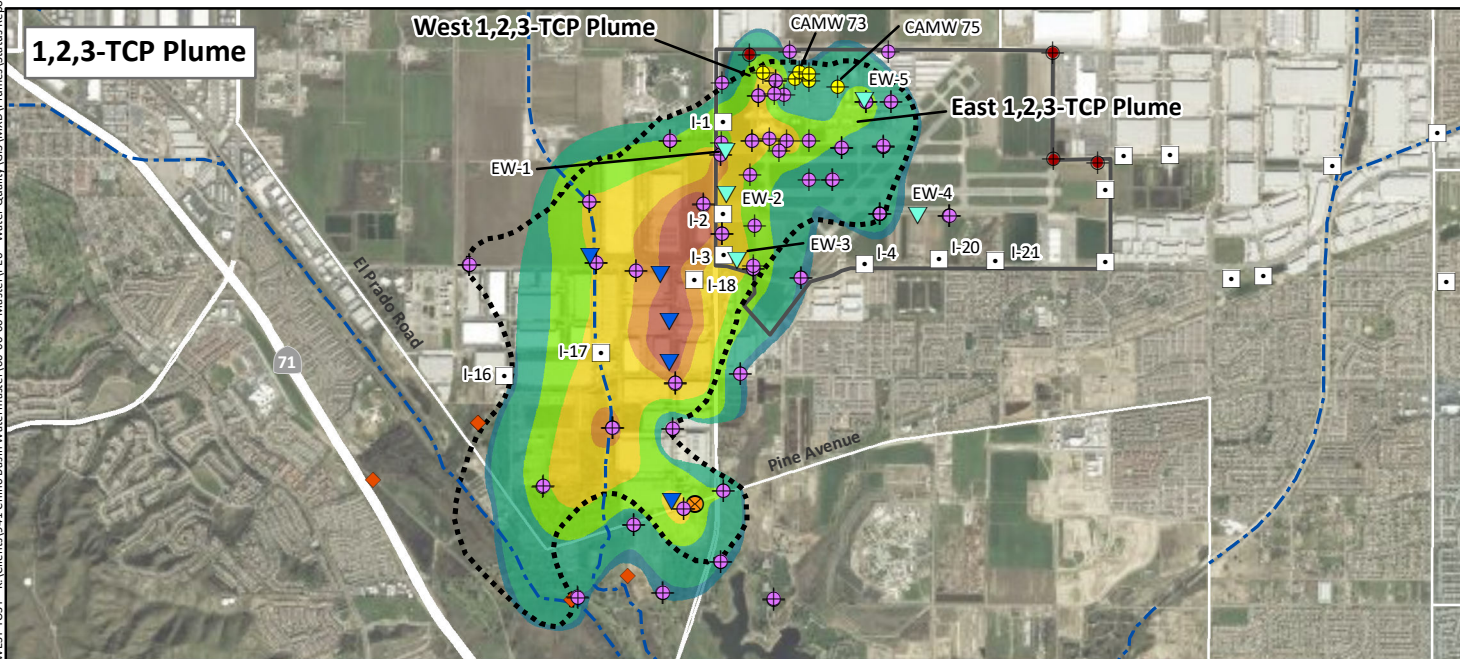 1,2,3-TCP Plume
West 1,2,3-TCP Plume
CAMW 73
CAMW 75
EW-5
East 1,2,3-TCP Plume
I-1
EW-1
EW-2
I-2
EW-4
EW-3
I-3
I-4
I-20
I-21
I-18
El Prado Road
71
I-17
I-16
Pine Avenue